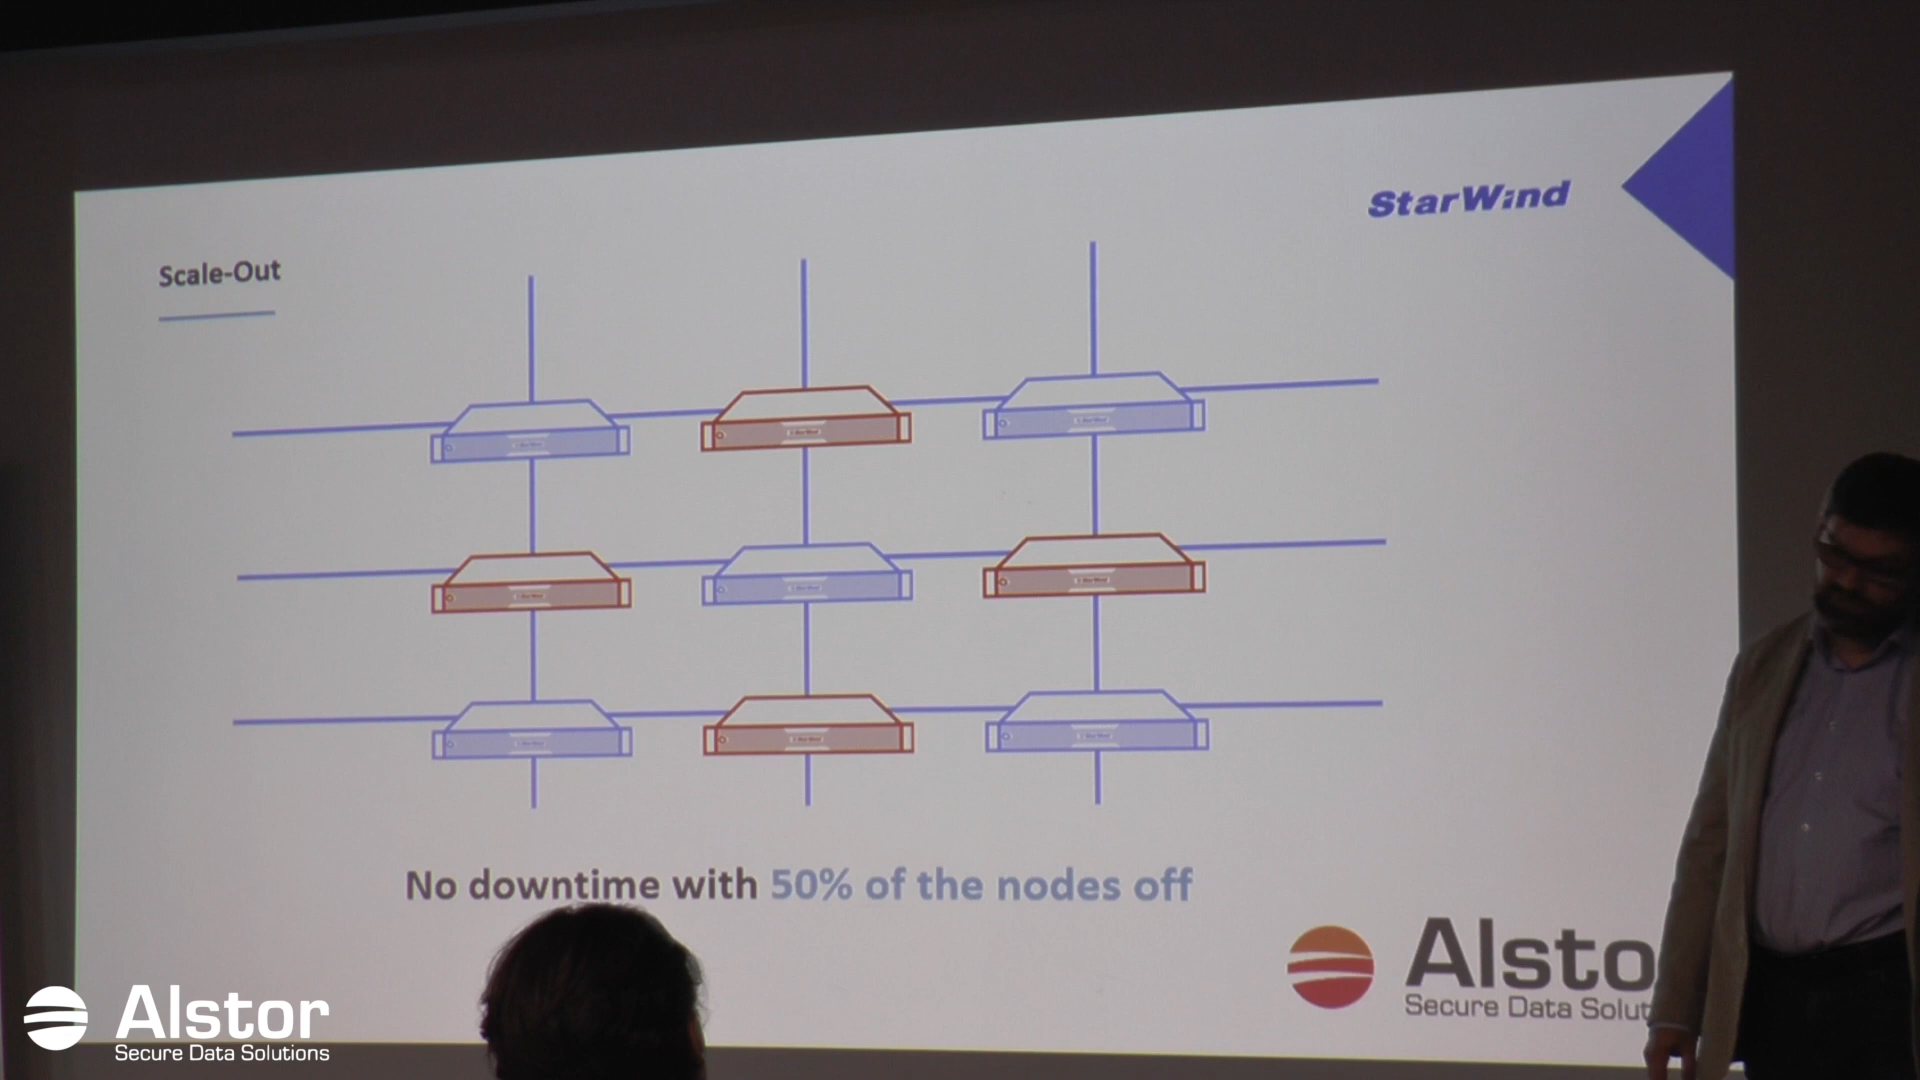 StarWind
Scale-Out
No downtime with 50% of the nodes off
Alsto
Secure Data Solut
Alstor
Secure Data Solutions